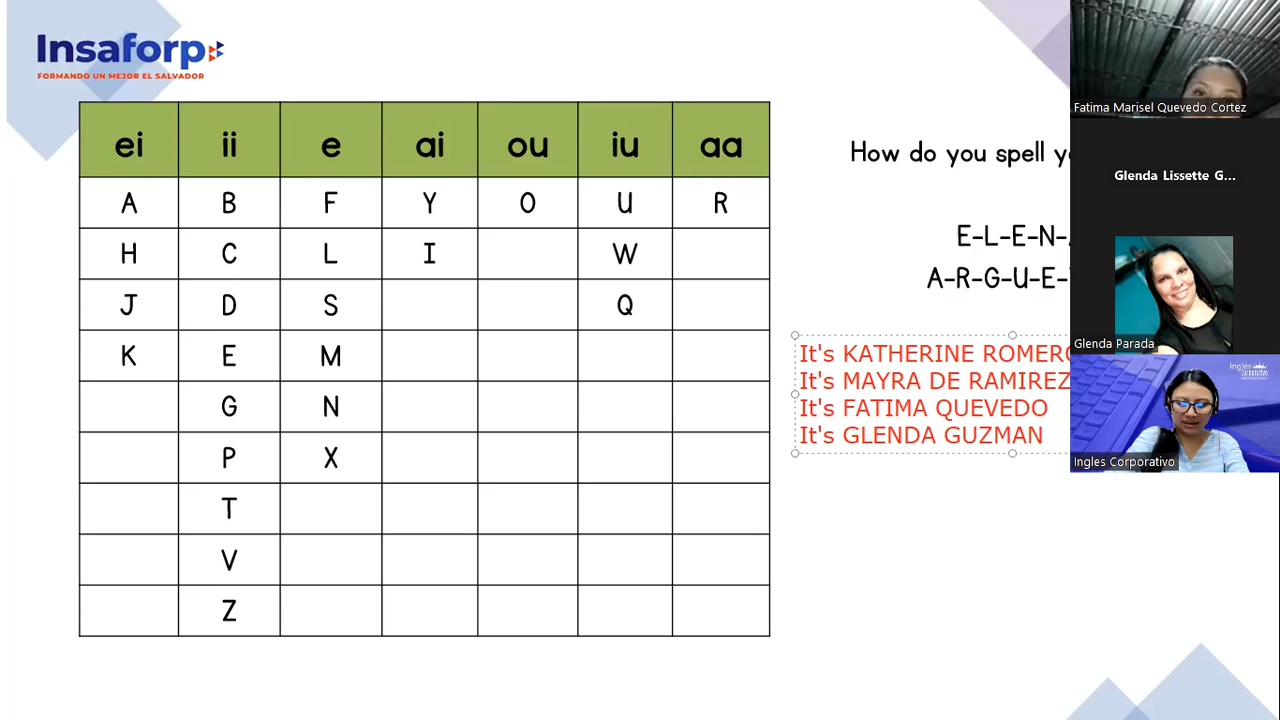 Insaforp
FORMANDO UN MEJOR EL SALVADOR
ei ii e ai ou iu aa
A B F Y O U R
H C L I W
J D S Q
K E M
G N
P X
T
V
Z
How do you spell
E-L-E-N-
A-R-G-U-E-
It's KATHERINE ROMERO
It's MAYRA DE RAMIREZ
It's FATIMA QUEVEDO
It's GLENDA GUZMAN
Fatima Marisel Quevedo Cortez
Glenda Lissette G...
Glenda Parada
Ingles corporativo
Ingles Corporativo